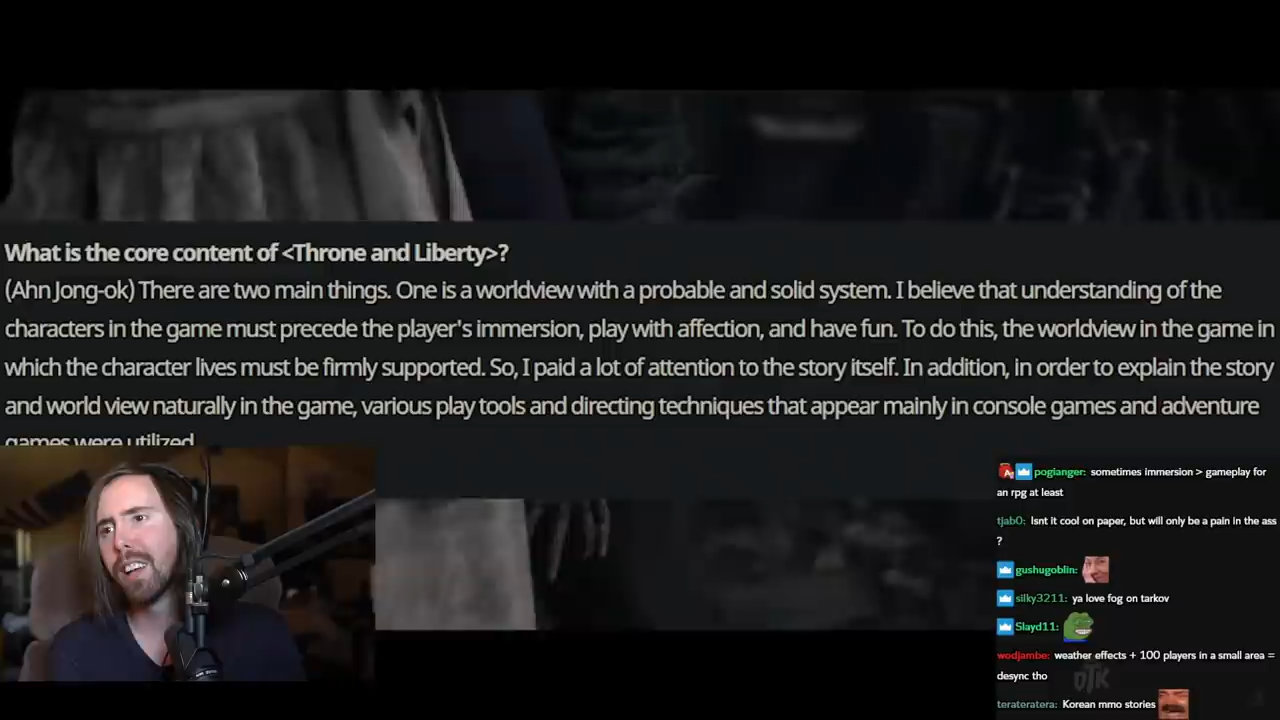 What is the core content of <Throne and Liberty>?
(Ahn Jong-ok) There are two main things. One is a worldview with a probable and solid system. I believe that understanding of the
characters in the game must precede the player's immersion, play with affection, and have fun. To do this, the worldview in the game in
which the character lives must be firmly supported. So, I paid a lot of attention to the story itself. In addition, in order to explain the story
and world view naturally in the game, various play tools and directing techniques that appear mainly in console games and adventure
games were utilized
pogianger: sometimes immersion > gameplay for
an rpg at least
tjab0: Isnt it cool on paper, but will only be a pain in the ass
?
gushugoblin:
silky3211: ya love fog on tarkov
Slayd11:
wodjambe: weather effects + 100 players in a small area =
desync tho
OTK
terateratera: Korean mmo stories